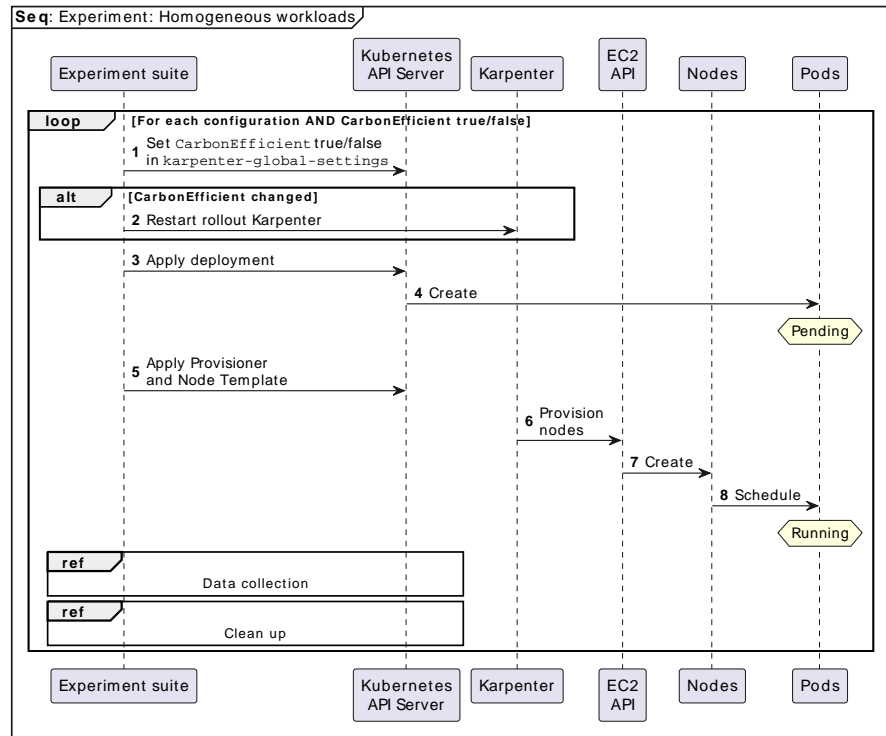 Seq: Experiment: Homogeneous workloads
Experiment suite
Kubernetes
API Server
Karpenter
EC2
API
Nodes
Pods
loop
[For each configuration AND CarbonEfficient true/false]
1
Set CarbonEfficient true/false
in karpenter-global-settings
alt
[CarbonEfficient changed]
2 Restart rollout Karpenter
3 Apply deployment
4 Create
Pending
5
Apply Provisioner
and Node Template
6
Provision
nodes
7 Create
8 Schedule
Running
ref
Data collection
ref
Clean up
Experiment suite
Kubernetes
API Server
Karpenter
EC2
API
Nodes
Pods